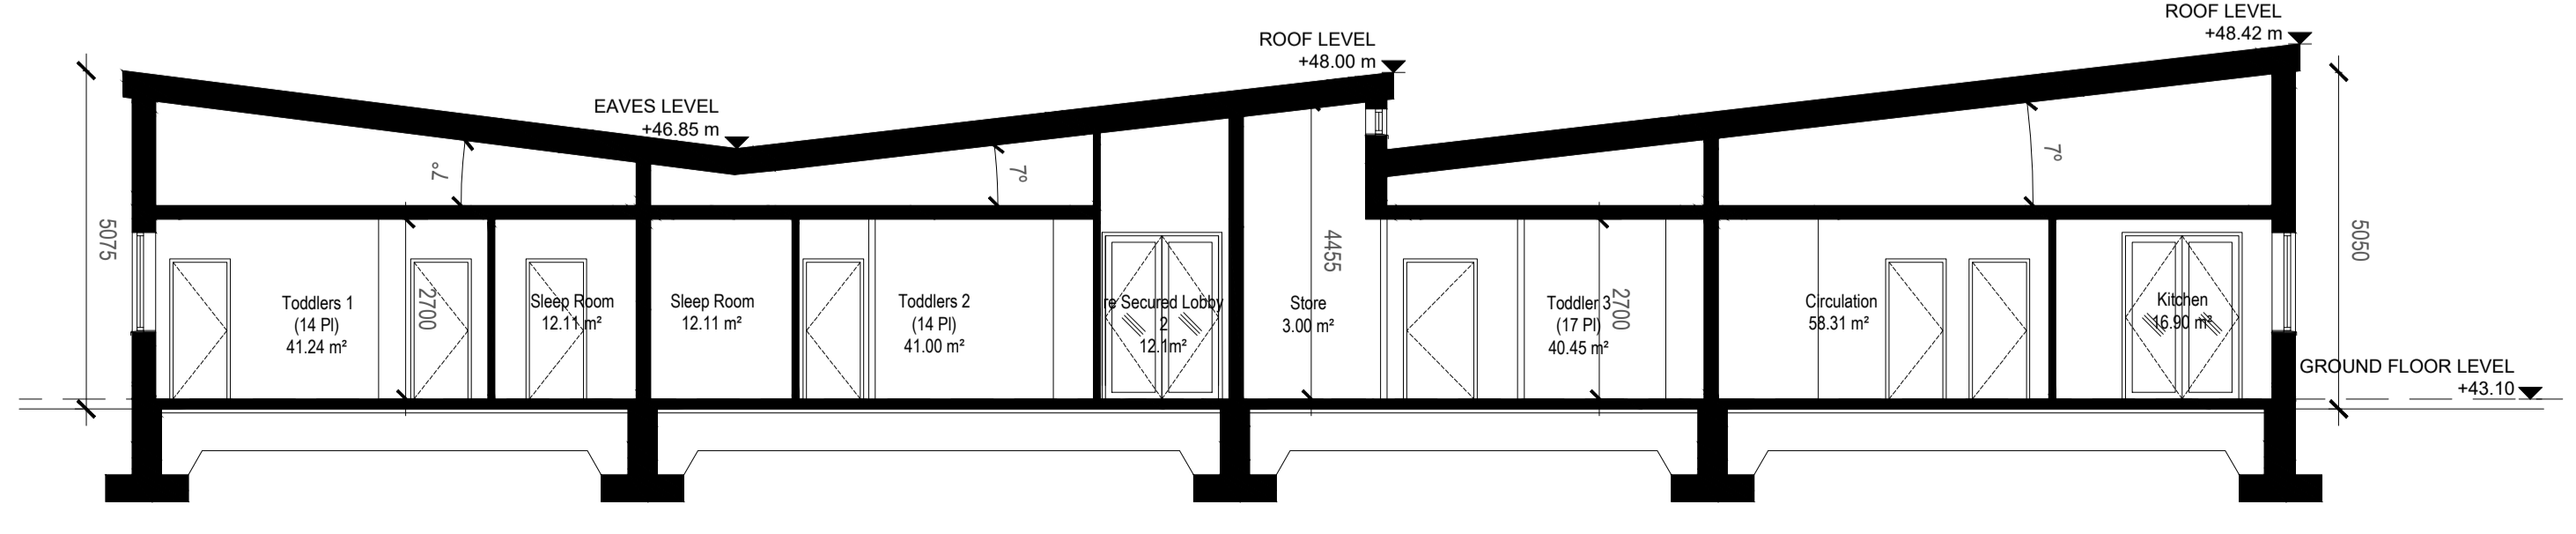 ROOF LEVEL
+48.42 m
ROOF LEVEL
+48.00 m
EAVES LEVEL
+46.85 m
7°
7°
7°
5075
4455
5050
Toddlers 1
(14 Pl)
41.24 m²
2700
Sleep Room
12.11 m²
Sleep Room
12.11 m²
Toddlers 2
(14 Pl)
41.00 m²
re Secured Lobby
2
12.1m²
Store
3.00 m²
Toddler 3
(17 Pl)
40.45 m²
2700
Circulation
58.31 m²
Kitchen
16.90 m²
GROUND FLOOR LEVEL
+43.10